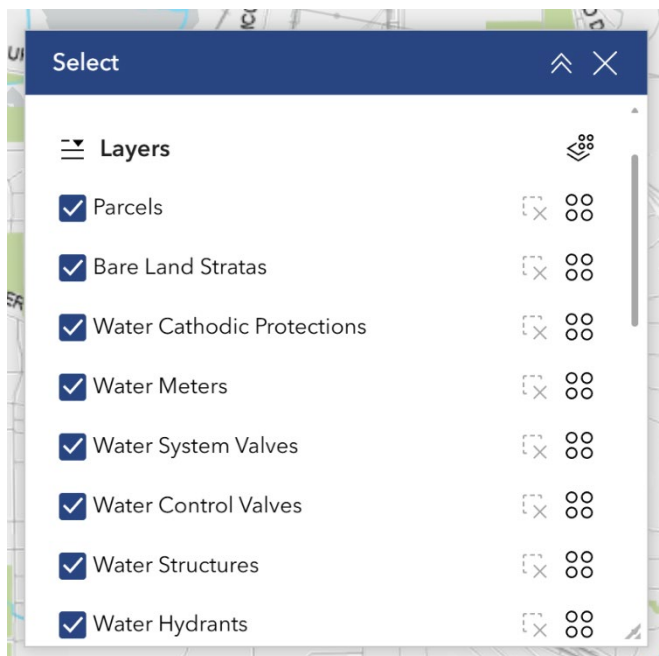 Select
Layers
Parcels
Bare Land Stratas
Water Cathodic Protections
Water Meters
Water System Valves
Water Control Valves
Water Structures
Water Hydrants